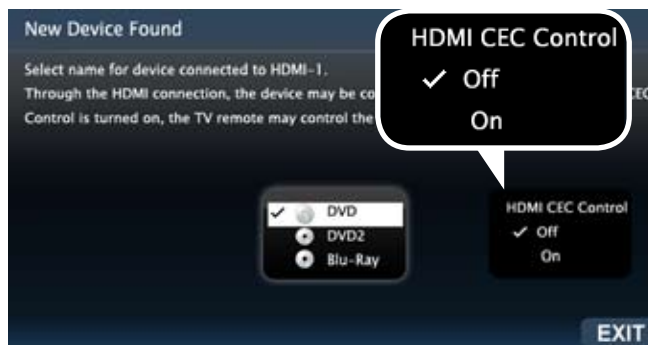 New Device Found
Select name for device connected to HDMI-1.
Through the HDMI connection, the device may be co
Control is turned on, the TV remote may control the
HDMI CEC Control
✓ Off
On
✓ DVD
DVD2
Blu-Ray
HDMI CEC Control
✓ Off
On
EXIT